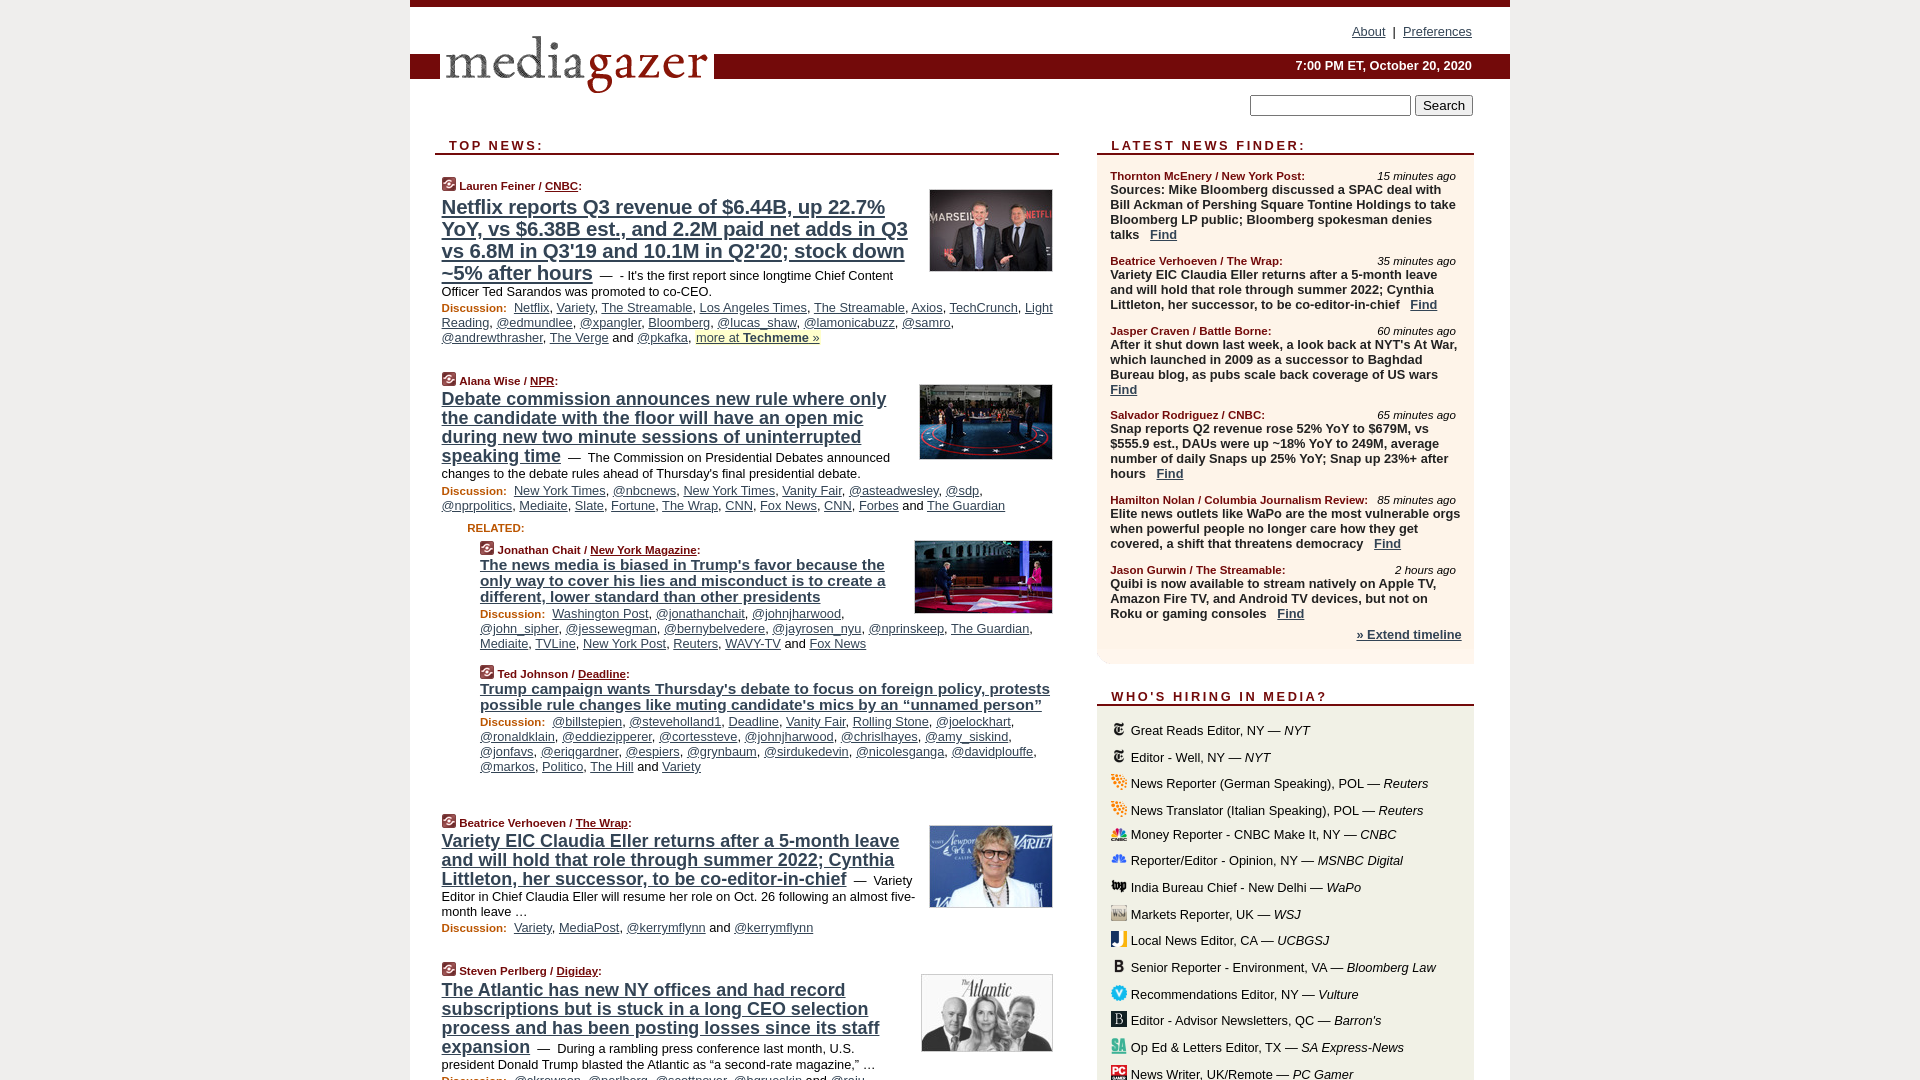 About | Preferences
mediagazer
7:00 PM ET, October 20, 2020
Search
TOP NEWS:
Lauren Feiner / CNBC:
Netflix reports Q3 revenue of $6.44B, up 22.7%
YoY, vs $6.38B est., and 2.2M paid net adds in Q3
vs 6.8M in Q3'19 and 10.1M in Q2'20; stock down
~5% after hours — - It's the first report since longtime Chief Content
Officer Ted Sarandos was promoted to co-CEO.
Discussion: Netflix, Variety, The Streamable, Los Angeles Times, The Streamable, Axios, TechCrunch, Light
Reading, @edmundlee, @xpangler, Bloomberg, @lucas_shaw, @lamonicabuzz, @samro,
@andrewthrasher, The Verge and @pkafka, more at Techmeme »
Alana Wise / NPR:
Debate commission announces new rule where only
the candidate with the floor will have an open mic
during new two minute sessions of uninterrupted
speaking time — The Commission on Presidential Debates announced
changes to the debate rules ahead of Thursday's final presidential debate.
Discussion: New York Times, @nbcnews, New York Times, Vanity Fair, @asteadwesley, @sdp,
@nprpolitics, Mediaite, Slate, Fortune, The Wrap, CNN, Fox News, CNN, Forbes and The Guardian
RELATED:
Jonathan Chait / New York Magazine:
The news media is biased in Trump's favor because the
only way to cover his lies and misconduct is to create a
different, lower standard than other presidents
Discussion: Washington Post, @jonathanchait, @johnjharwood,
@john_sipher, @jessewegman, @bernybelvedere, @jayrosen_nyu, @nprinskeep, The Guardian,
Mediaite, TVLine, New York Post, Reuters, WAVY-TV and Fox News
Ted Johnson / Deadline:
Trump campaign wants Thursday's debate to focus on foreign policy, protests
possible rule changes like muting candidate's mics by an “unnamed person”
Discussion: @billstepien, @steveholland1, Deadline, Vanity Fair, Rolling Stone, @joelockhart,
@ronaldklain, @eddiezipperer, @cortessteve, @johnjharwood, @chrislhayes, @amy_siskind,
@jonfavs, @eriqgardner, @espiers, @grynbaum, @sirdukedevin, @nicolesganga, @davidplouffe,
@markos, Politico, The Hill and Variety
Beatrice Verhoeven / The Wrap:
Variety EIC Claudia Eller returns after a 5-month leave
and will hold that role through summer 2022; Cynthia
Littleton, her successor, to be co-editor-in-chief — Variety
Editor in Chief Claudia Eller will resume her role on Oct. 26 following an almost five-
month leave …
Discussion: Variety, MediaPost, @kerrymflynn and @kerrymflynn
Steven Perlberg / Digiday:
The Atlantic has new NY offices and had record
subscriptions but is stuck in a long CEO selection
process and has been posting losses since its staff
expansion — During a rambling press conference last month, U.S.
president Donald Trump blasted the Atlantic as “a second-rate magazine,” …
The Atlantic
LATEST NEWS FINDER:
Thornton McEnery / New York Post: 15 minutes ago
Sources: Mike Bloomberg discussed a SPAC deal with
Bill Ackman of Pershing Square Tontine Holdings to take
Bloomberg LP public; Bloomberg spokesman denies
talks Find
Beatrice Verhoeven / The Wrap: 35 minutes ago
Variety EIC Claudia Eller returns after a 5-month leave
and will hold that role through summer 2022; Cynthia
Littleton, her successor, to be co-editor-in-chief Find
Jasper Craven / Battle Borne: 60 minutes ago
After it shut down last week, a look back at NYT's At War,
which launched in 2009 as a successor to Baghdad
Bureau blog, as pubs scale back coverage of US wars
Find
Salvador Rodriguez / CNBC: 65 minutes ago
Snap reports Q2 revenue rose 52% YoY to $679M, vs
$555.9 est., DAUs were up ~18% YoY to 249M, average
number of daily Snaps up 25% YoY; Snap up 23%+ after
hours Find
Hamilton Nolan / Columbia Journalism Review: 85 minutes ago
Elite news outlets like WaPo are the most vulnerable orgs
when powerful people no longer care how they get
covered, a shift that threatens democracy Find
Jason Gurwin / The Streamable: 2 hours ago
Quibi is now available to stream natively on Apple TV,
Amazon Fire TV, and Android TV devices, but not on
Roku or gaming consoles Find
» Extend timeline
WHO'S HIRING IN MEDIA?
Great Reads Editor, NY — NYT
Editor - Well, NY — NYT
News Reporter (German Speaking), POL — Reuters
News Translator (Italian Speaking), POL — Reuters
Money Reporter - CNBC Make It, NY — CNBC
Reporter/Editor - Opinion, NY — MSNBC Digital
India Bureau Chief - New Delhi — WaPo
Markets Reporter, UK — WSJ
Local News Editor, CA — UCBGSJ
Senior Reporter - Environment, VA — Bloomberg Law
Recommendations Editor, NY — Vulture
Editor - Advisor Newsletters, QC — Barron's
Op Ed & Letters Editor, TX — SA Express-News
News Writer, UK/Remote — PC Gamer